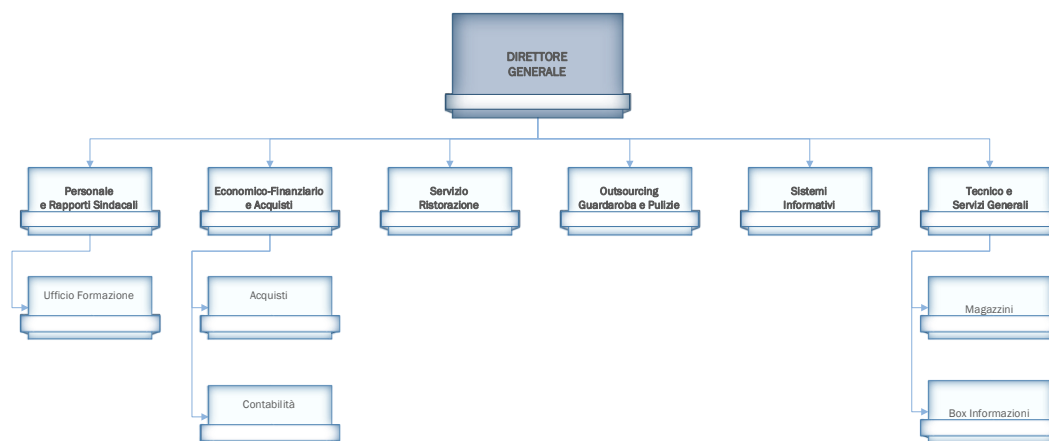 DIRETTORE
GENERALE
Personale
e Rapporti Sindacali
Economico-Finanziario
e Acquisti
Servizio
Ristorazione
Outsourcing
Guardaroba e Pulizie
Sistemi
Informativi
Tecnico e
Servizi Generali
Ufficio Formazione
Acquisti
Magazzini
Contabilità
Box Informazioni